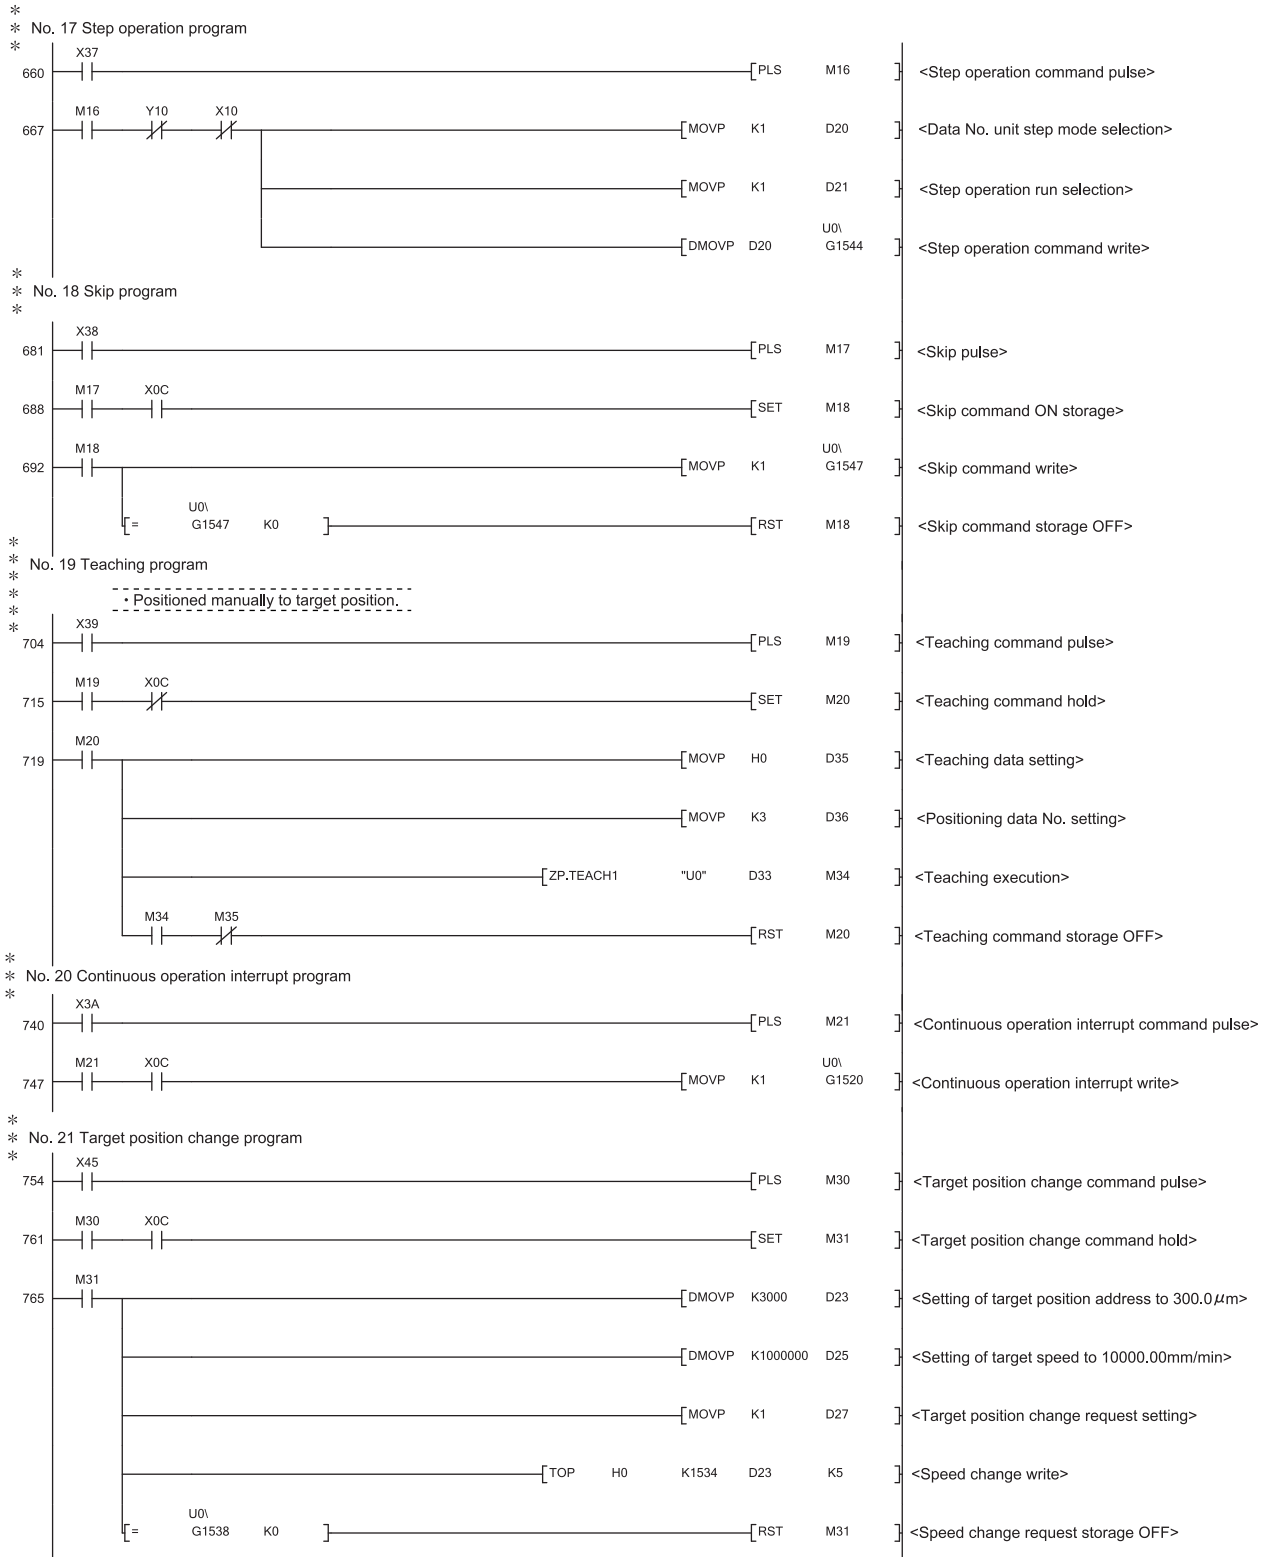 *
* No. 17 Step operation program
*
X37
660 PLS M16 <Step operation command pulse>
M16 Y10 X10
667 MOVP K1 D20 <Data No. unit step mode selection>
MOVP K1 D21 <Step operation run selection>
U0\
DMOVP D20 G1544 <Step operation command write>
*
* No. 18 Skip program
*
X38
681 PLS M17 <Skip pulse>
M17 X0C
688 SET M18 <Skip command ON storage>
M18 U0\
692 MOVP K1 G1547 <Skip command write>
U0\
= G1547 K0 RST M18 <Skip command storage OFF>
*
* No. 19 Teaching program
*
* • Positioned manually to target position.
*
* X39
704 PLS M19 <Teaching command pulse>
M19 X0C
715 SET M20 <Teaching command hold>
M20
719 MOVP H0 D35 <Teaching data setting>
MOVP K3 D36 <Positioning data No. setting>
ZP.TEACH1 "U0" D33 M34 <Teaching execution>
M34 M35
RST M20 <Teaching command storage OFF>
*
* No. 20 Continuous operation interrupt program
*
X3A
740 PLS M21 <Continuous operation interrupt command pulse>
M21 X0C U0\
747 MOVP K1 G1520 <Continuous operation interrupt write>
*
* No. 21 Target position change program
*
X45
754 PLS M30 <Target position change command pulse>
M30 X0C
761 SET M31 <Target position change command hold>
M31
765 DMOVP K3000 D23 <Setting of target position address to 300.0μm>
DMOVP K1000000 D25 <Setting of target speed to 10000.00mm/min>
MOVP K1 D27 <Target position change request setting>
TOP H0 K1534 D23 K5 <Speed change write>
U0\
= G1538 K0 RST M31 <Speed change request storage OFF>